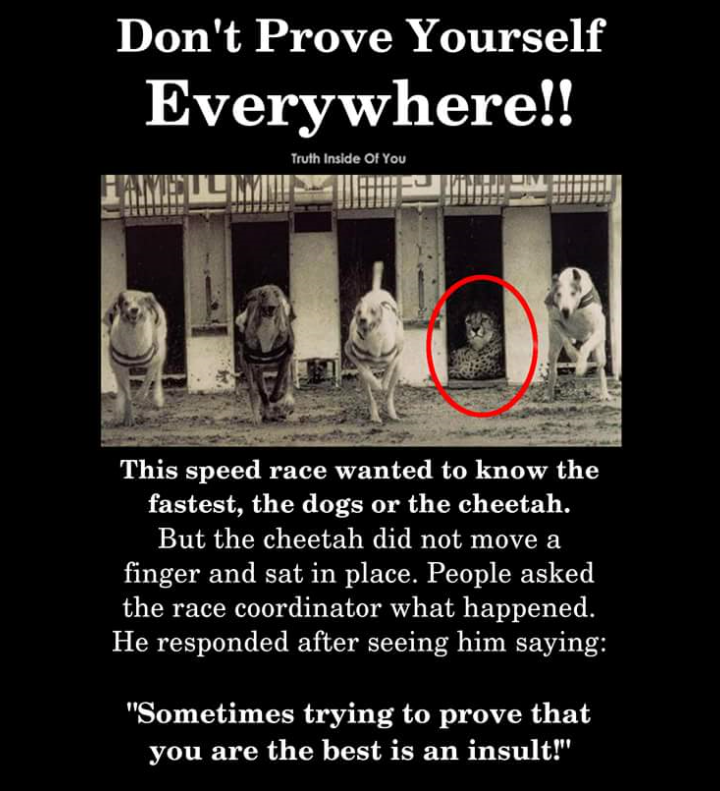 Don't Prove Yourself
Everywhere!!
Truth Inside Of You
This speed race wanted to know the
fastest, the dogs or the cheetah.
But the cheetah did not move a
finger and sat in place. People asked
the race coordinator what happened.
He responded after seeing him saying:
"Sometimes trying to prove that
you are the best is an insult!"